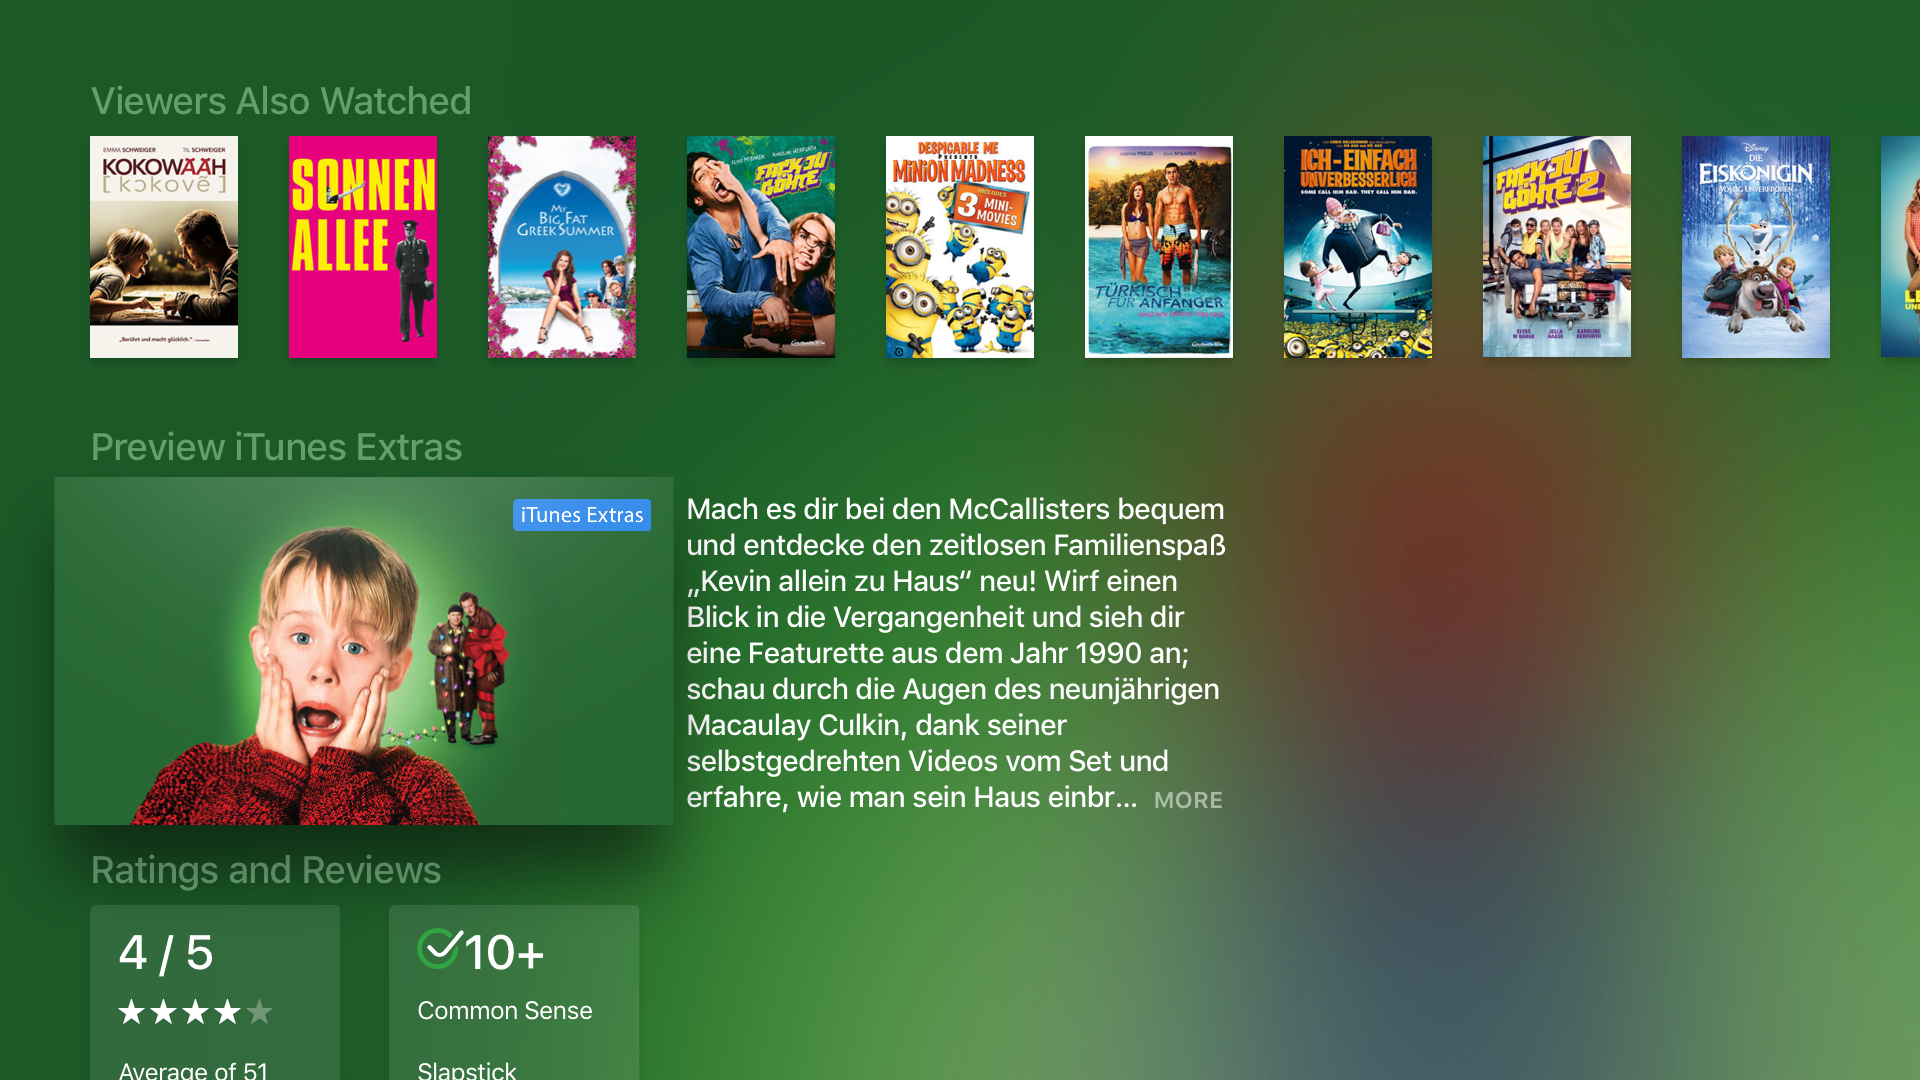 Viewers Also Watched
EMMA SCHWEIGER TIL SCHWEIGER
KOKOWÄÄH
[kɔkovɛ̃]
„Berührt und macht glücklich.“
SONNEN
ALLEE
MY
BIG FAT
GREEK SUMMER
ELYAS M'BAREK KAROLINE HERFURTH
FACK JU
GÖHTE
Constantin Film
DESPICABLE ME
PRESENTS
MINION MADNESS
3 MINI-
MOVIES
JOSEFINE PREUß ELYAS M'BAREK
TÜRKISCH
FÜR ANFÄNGER
Constantin Film
ICH - EINFACH
UNVERBESSERLICH
SOME CALL HIM BAD. THEY CALL HIM DAD.
FACK JU
GÖHTE 2
ELYAS JELLA KAROLINE
M'BAREK HAASE HERFURTH
Disney
DIE
EISKÖNIGIN
VÖLLIG UNVERFROREN
Preview iTunes Extras
iTunes Extras
Mach es dir bei den McCallisters bequem
und entdecke den zeitlosen Familienspaß
„Kevin allein zu Haus“ neu! Wirf einen
Blick in die Vergangenheit und sieh dir
eine Featurette aus dem Jahr 1990 an;
schau durch die Augen des neunjährigen
Macaulay Culkin, dank seiner
selbstgedrehten Videos vom Set und
erfahre, wie man sein Haus einbr... MORE
Ratings and Reviews
4 / 5
Average of 51
10+
Common Sense
Slapstick